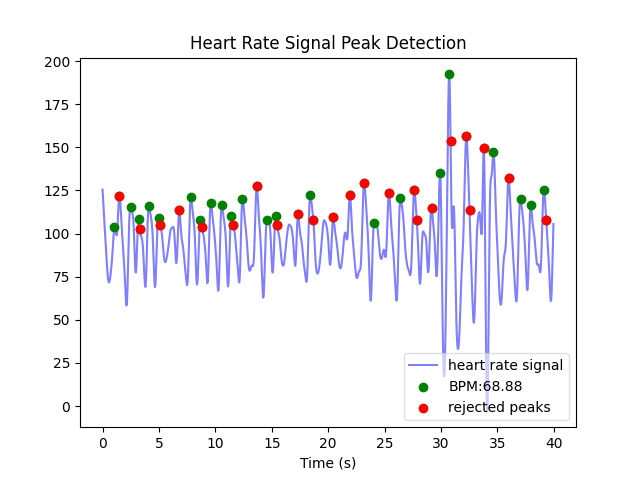 Heart Rate Signal Peak Detection
200
175
150
125
100
75
50
25
0
heart rate signal
BPM:68.88
rejected peaks
0 5 10 15 20 25 30 35 40
Time (s)